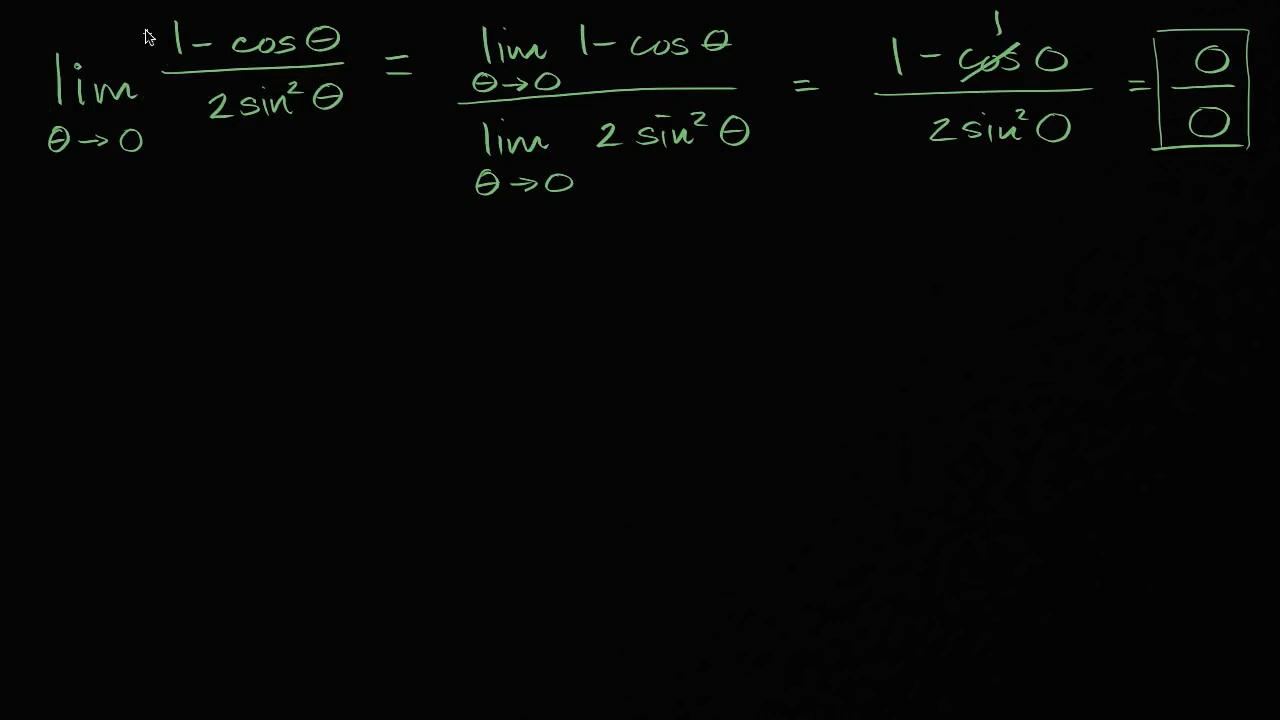 lim θ→0 (1 - cos θ) / (2 sin² θ) = (lim θ→0 1 - cos θ) / (lim θ→0 2 sin² θ) = (1 - cos 0) / (2 sin² 0) = 0 / 0
1